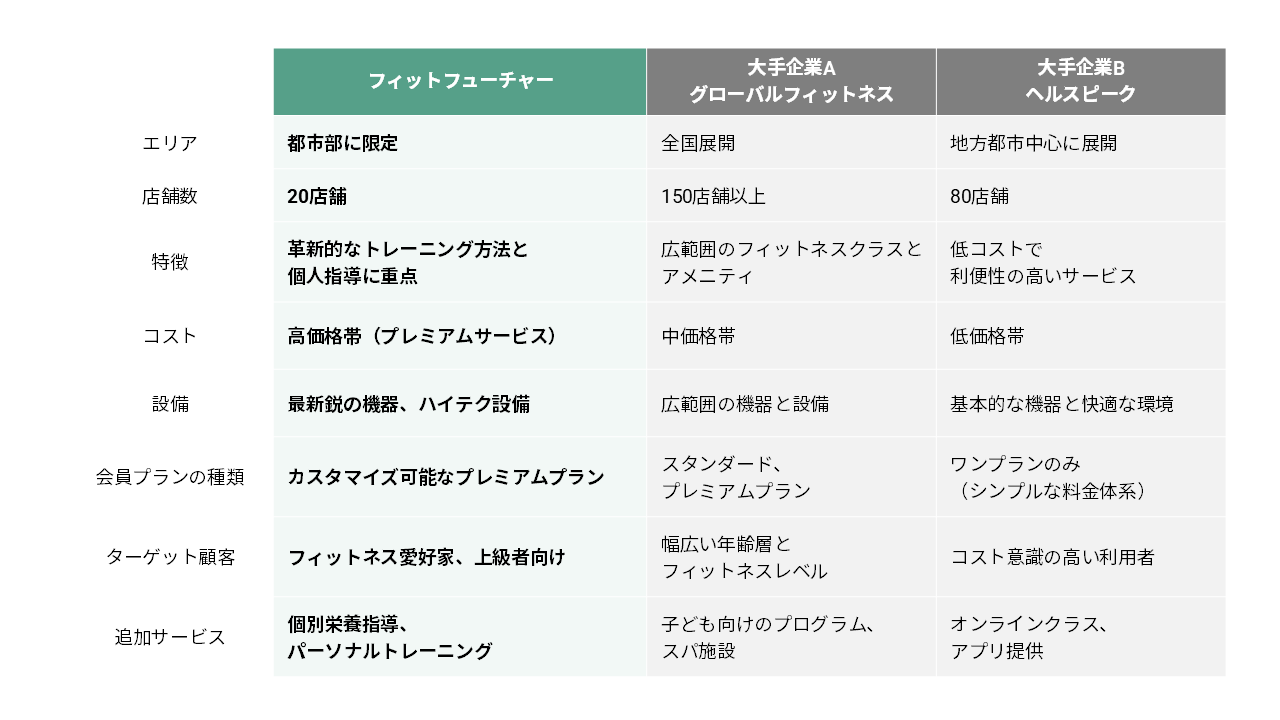 フィットフューチャー
大手企業A
グローバルフィットネス
大手企業B
ヘルスピーク
エリア
都市部に限定
全国展開
地方都市中心に展開
店舗数
20店舗
150店舗以上
80店舗
特徴
革新的なトレーニング方法と
個人指導に重点
広範囲のフィットネスクラスと
アメニティ
低コストで
利便性の高いサービス
コスト
高価格帯（プレミアムサービス）
中価格帯
低価格帯
設備
最新鋭の機器、ハイテク設備
広範囲の機器と設備
基本的な機器と快適な環境
会員プランの種類
カスタマイズ可能なプレミアムプラン
スタンダード、
プレミアムプラン
ワンプランのみ
（シンプルな料金体系）
ターゲット顧客
フィットネス愛好家、上級者向け
幅広い年齢層と
フィットネスレベル
コスト意識の高い利用者
追加サービス
個別栄養指導、
パーソナルトレーニング
子ども向けのプログラム、
スパ施設
オンラインクラス、
アプリ提供